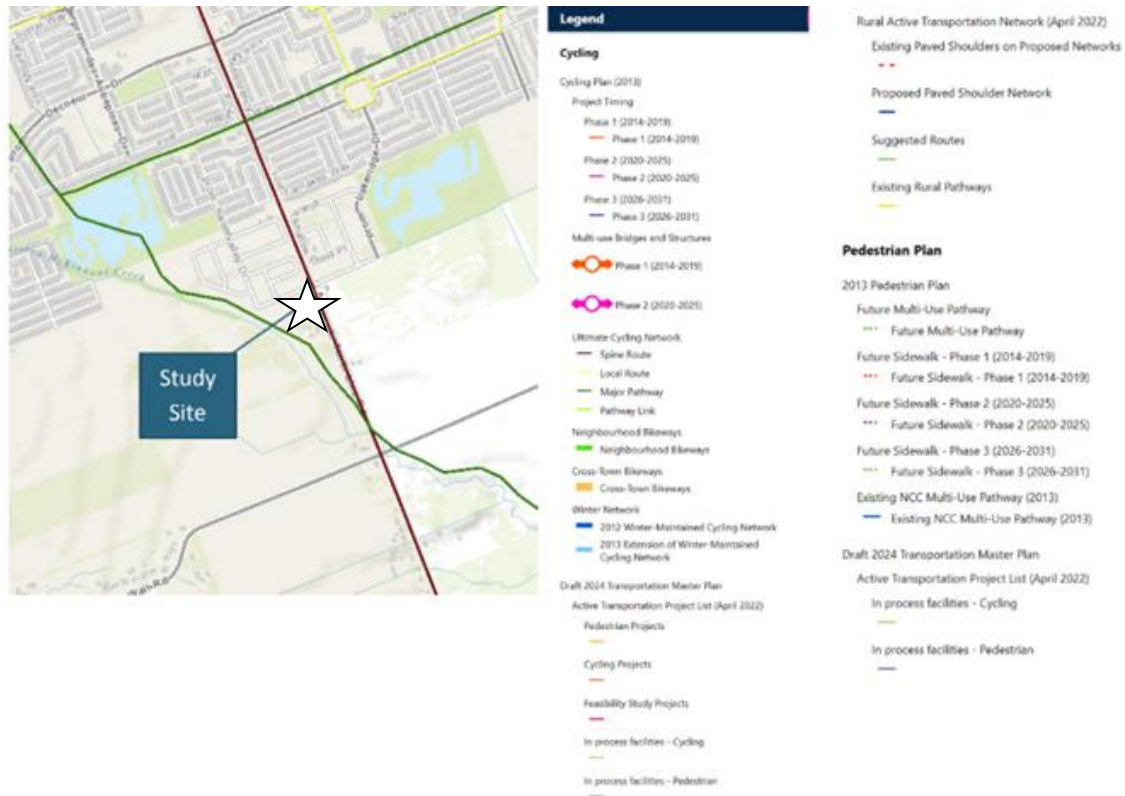 Decoeur Dr
Study
Site
Legend
Cycling
Cycling Plan (2013)
Project Timing
Phase 1 (2014-2019)
Phase 1 (2014-2019)
Phase 2 (2020-2025)
Phase 2 (2020-2025)
Phase 3 (2026-2031)
Phase 3 (2026-2031)
Multi-use Bridges and Structures
Phase 1 (2014-2019)
Phase 2 (2020-2025)
Ultimate Cycling Network
Spine Route
Local Route
Major Pathway
Pathway Link
Neighbourhood Bikeways
Neighbourhood Bikeways
Cross-Town Bikeways
Cross-Town Bikeways
Winter Network
2012 Winter-Maintained Cycling Network
2013 Extension of Winter-Maintained
Cycling Network
Draft 2024 Transportation Master Plan
Active Transportation Project List (April 2022)
Pedestrian Projects
Cycling Projects
Feasibility Study Projects
In process facilities - Cycling
In process facilities - Pedestrian
Rural Active Transportation Network (April 2022)
Existing Paved Shoulders on Proposed Networks
Proposed Paved Shoulder Network
Suggested Routes
Existing Rural Pathways
Pedestrian Plan
2013 Pedestrian Plan
Future Multi-Use Pathway
Future Multi-Use Pathway
Future Sidewalk - Phase 1 (2014-2019)
Future Sidewalk - Phase 1 (2014-2019)
Future Sidewalk - Phase 2 (2020-2025)
Future Sidewalk - Phase 2 (2020-2025)
Future Sidewalk - Phase 3 (2026-2031)
Future Sidewalk - Phase 3 (2026-2031)
Existing NCC Multi-Use Pathway (2013)
Existing NCC Multi-Use Pathway (2013)
Draft 2024 Transportation Master Plan
Active Transportation Project List (April 2022)
In process facilities - Cycling
In process facilities - Pedestrian